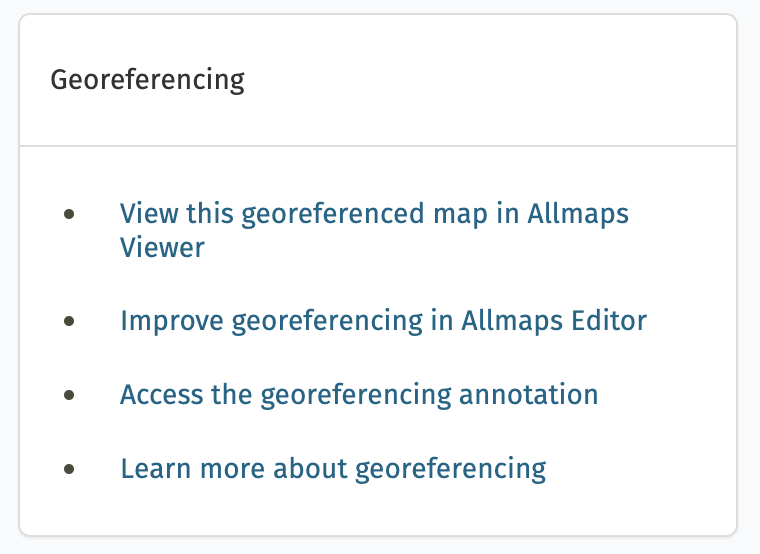 Georeferencing
View this georeferenced map in Allmaps
Viewer
Improve georeferencing in Allmaps Editor
Access the georeferencing annotation
Learn more about georeferencing